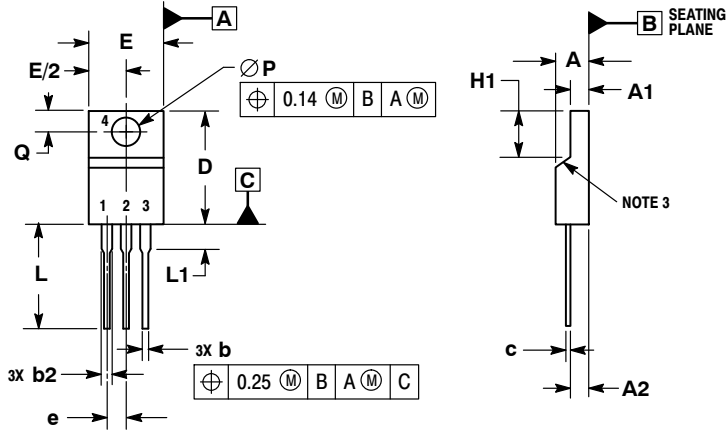 A
E
B SEATING
PLANE
E/2
ØP
A
H1
A1
⌖ 0.14 Ⓜ B A Ⓜ
4
Q
D
C
NOTE 3
1 2 3
L
L1
3X b
c
3X b2
⌖ 0.25 Ⓜ B A Ⓜ C
A2
e